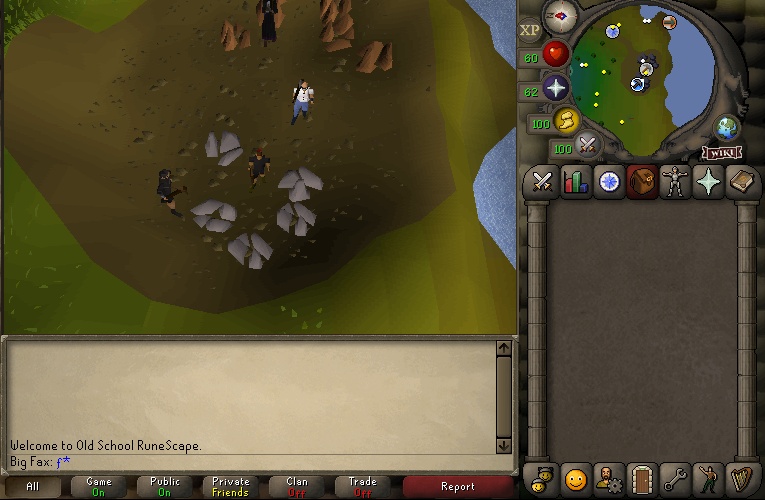 XP
60
62
100
100
WIKI
Welcome to Old School RuneScape.
Big Fax: f*
All
Game
On
Public
On
Private
Friends
Clan
Off
Trade
Off
Report